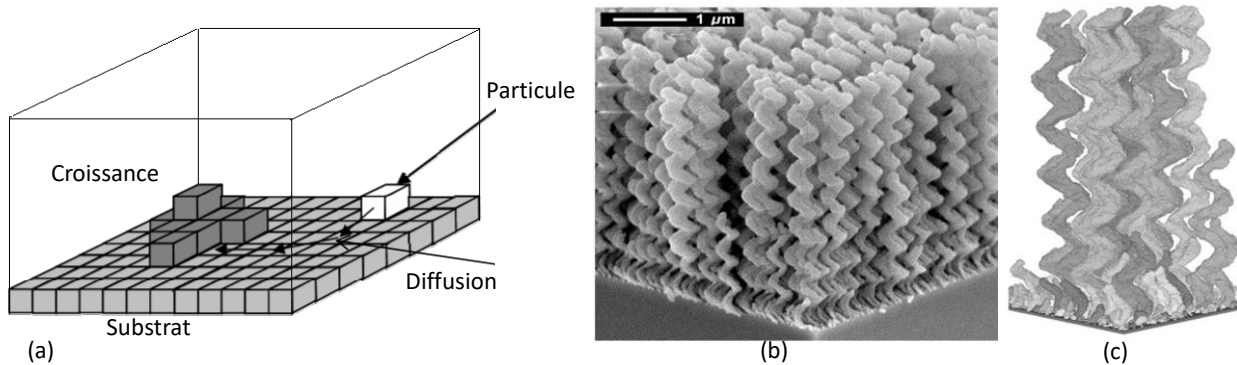 1 µm
Particule
Croissance
Diffusion
Substrat
(a)
(b)
(c)